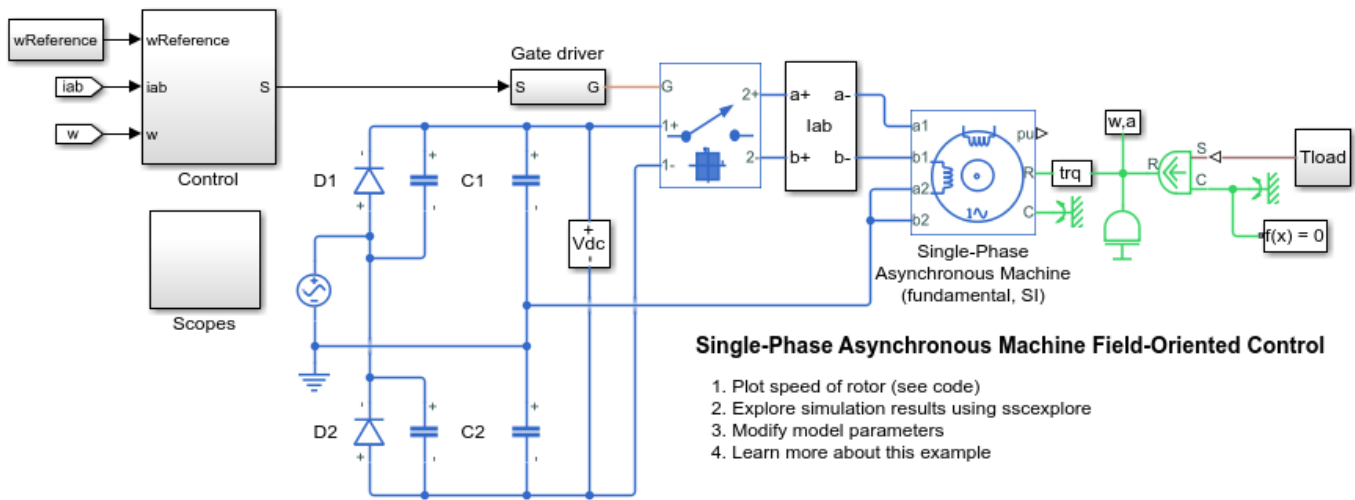 wReference
wReference
iab
iab
S
w
w
Control
Gate driver
S
G
G
1+
1-
2+
2-
a+
a-
Iab
b+
b-
a1
b1
a2
b2
pu
R
C
1∿
Single-Phase
Asynchronous Machine
(fundamental, SI)
trq
w,a
R
S
C
Tload
f(x) = 0
D1
-
+
+
-
C1
+
-
+
Vdc
-
Scopes
D2
-
+
+
-
C2
+
-
Single-Phase Asynchronous Machine Field-Oriented Control
1. Plot speed of rotor (see code)
2. Explore simulation results using sscexplore
3. Modify model parameters
4. Learn more about this example